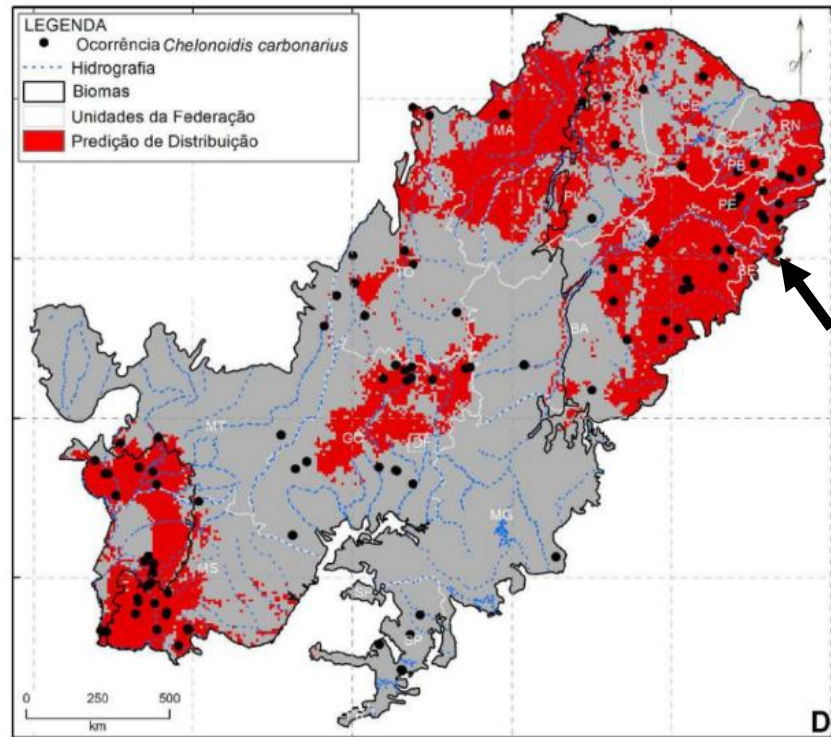 LEGENDA
Ocorrência Chelonoidis carbonarius
Hidrografia
Biomas
Unidades da Federação
Predição de Distribuição
MA
CE
RN
PB
PI
PE
AL
SE
TO
BA
MT
GO
DF
MG
MS
SP
0 250 500
km
D